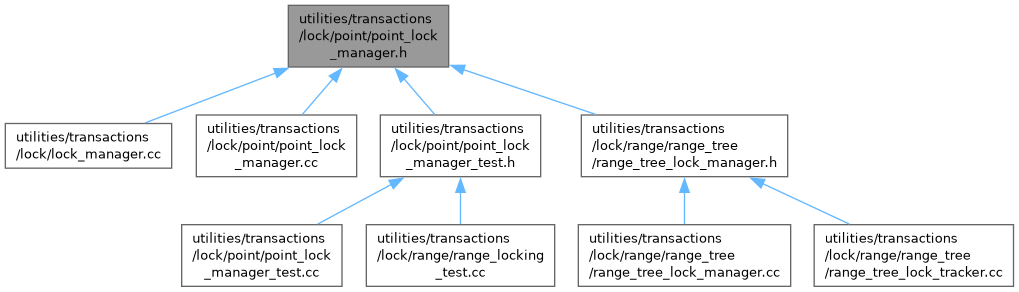 utilities/transactions
/lock/point/point_lock
_manager.h
utilities/transactions
/lock/lock_manager.cc
utilities/transactions
/lock/point/point_lock
_manager.cc
utilities/transactions
/lock/point/point_lock
_manager_test.h
utilities/transactions
/lock/range/range_tree
/range_tree_lock_manager.h
utilities/transactions
/lock/point/point_lock
_manager_test.cc
utilities/transactions
/lock/range/range_locking
_test.cc
utilities/transactions
/lock/range/range_tree
/range_tree_lock_manager.cc
utilities/transactions
/lock/range/range_tree
/range_tree_lock_tracker.cc